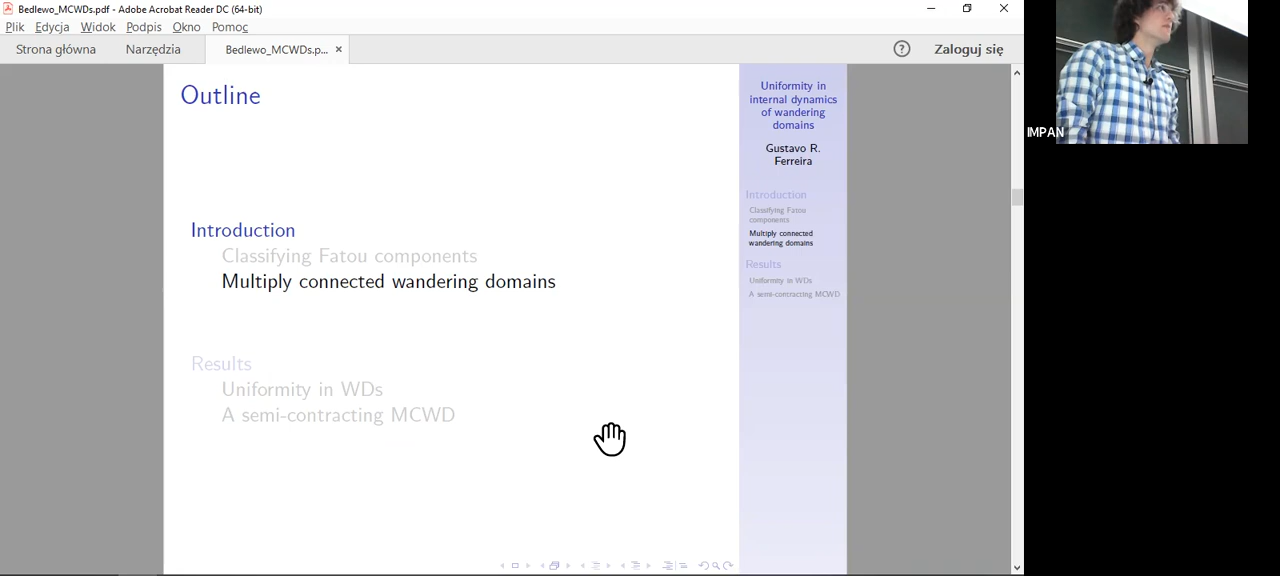 Bedlewo_MCWDs.pdf - Adobe Acrobat Reader DC (64-bit)
Plik Edycja Widok Podpis Okno Pomoc
Strona główna Narzędzia Bedlewo_MCWDs.p... × ? Zaloguj się
Outline
Introduction
Classifying Fatou components
Multiply connected wandering domains
Results
Uniformity in WDs
A semi-contracting MCWD
Uniformity in
internal dynamics
of wandering
domains
Gustavo R.
Ferreira
Introduction
Classifying Fatou
components
Multiply connected
wandering domains
Results
Uniformity in WDs
A semi-contracting MCWD
IMPAN